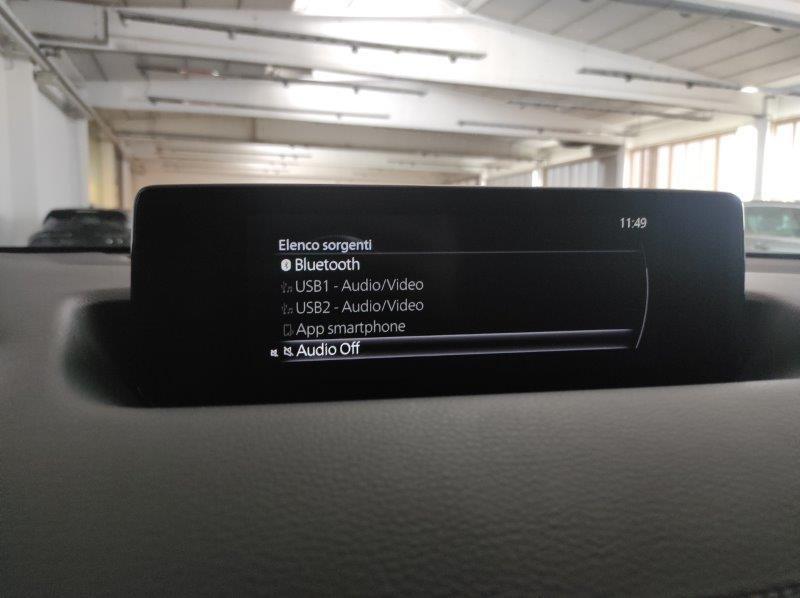 11:49
Elenco sorgenti
Bluetooth
USB1 - Audio/Video
USB2 - Audio/Video
App smartphone
Audio Off